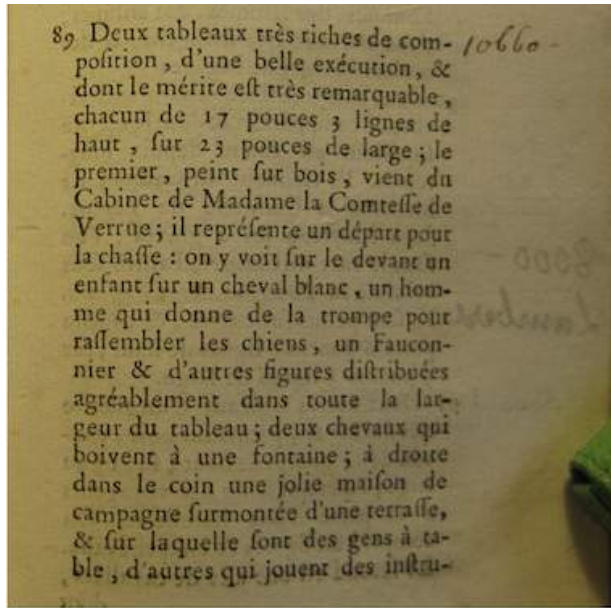 89 Deux tableaux très riches de com- 10660-
poſition, d'une belle exécution, &
dont le mérite eſt très remarquable,
chacun de 17 pouces 3 lignes de
haut, ſur 23 pouces de large; le
premier, peint ſur bois, vient du
Cabinet de Madame la Comteſſe de
Verrue; il repréſente un départ pour
la chaſſe : on y voit ſur le devant un
enfant ſur un cheval blanc, un hom-
me qui donne de la trompe pour
raſſembler les chiens, un Faucon-
nier & d'autres figures diſtribuées
agréablement dans toute la lar-
geur du tableau; deux chevaux qui
boivent à une fontaine; à droite
dans le coin une jolie maiſon de
campagne ſurmontée d'une terraſſe,
& ſur laquelle ſont des gens à ta-
ble, d'autres qui jouent des inſtru-